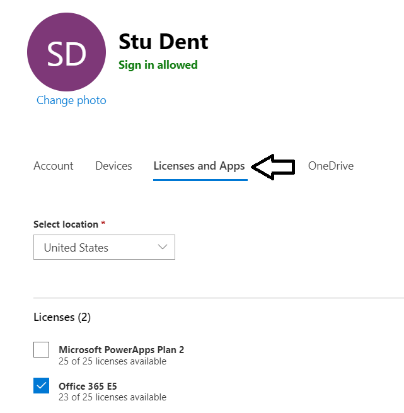 SD
Stu Dent
Sign in allowed
Change photo
Account Devices Licenses and Apps OneDrive
Select location *
United States
Licenses (2)
Microsoft PowerApps Plan 2
25 of 25 licenses available
Office 365 E5
23 of 25 licenses available